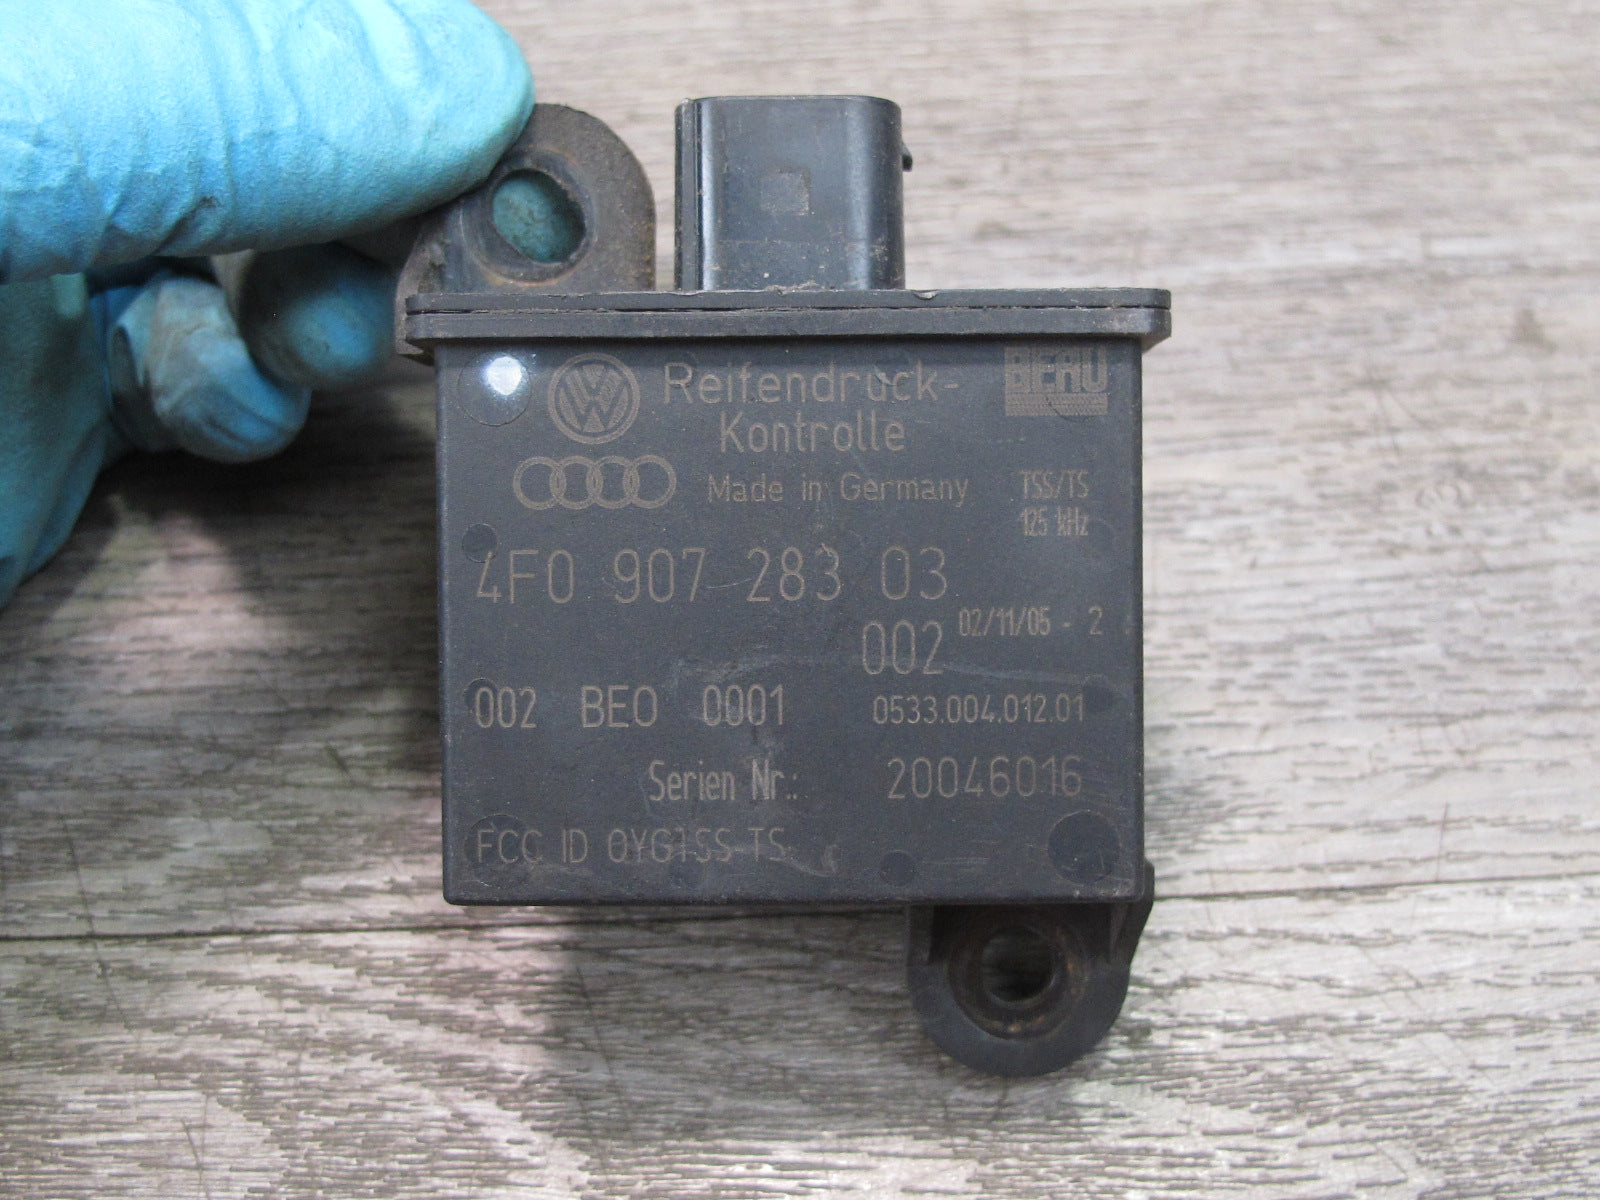 Reifendruck-
Kontrolle
BERU
Made in Germany
TSS/TS
125 kHz
4F0 907 283 03
002
02/11/05 - 2
002 BEO 0001
0533.004.012.01
Serien Nr.: 20046016
FCC ID OYGTSS-TS